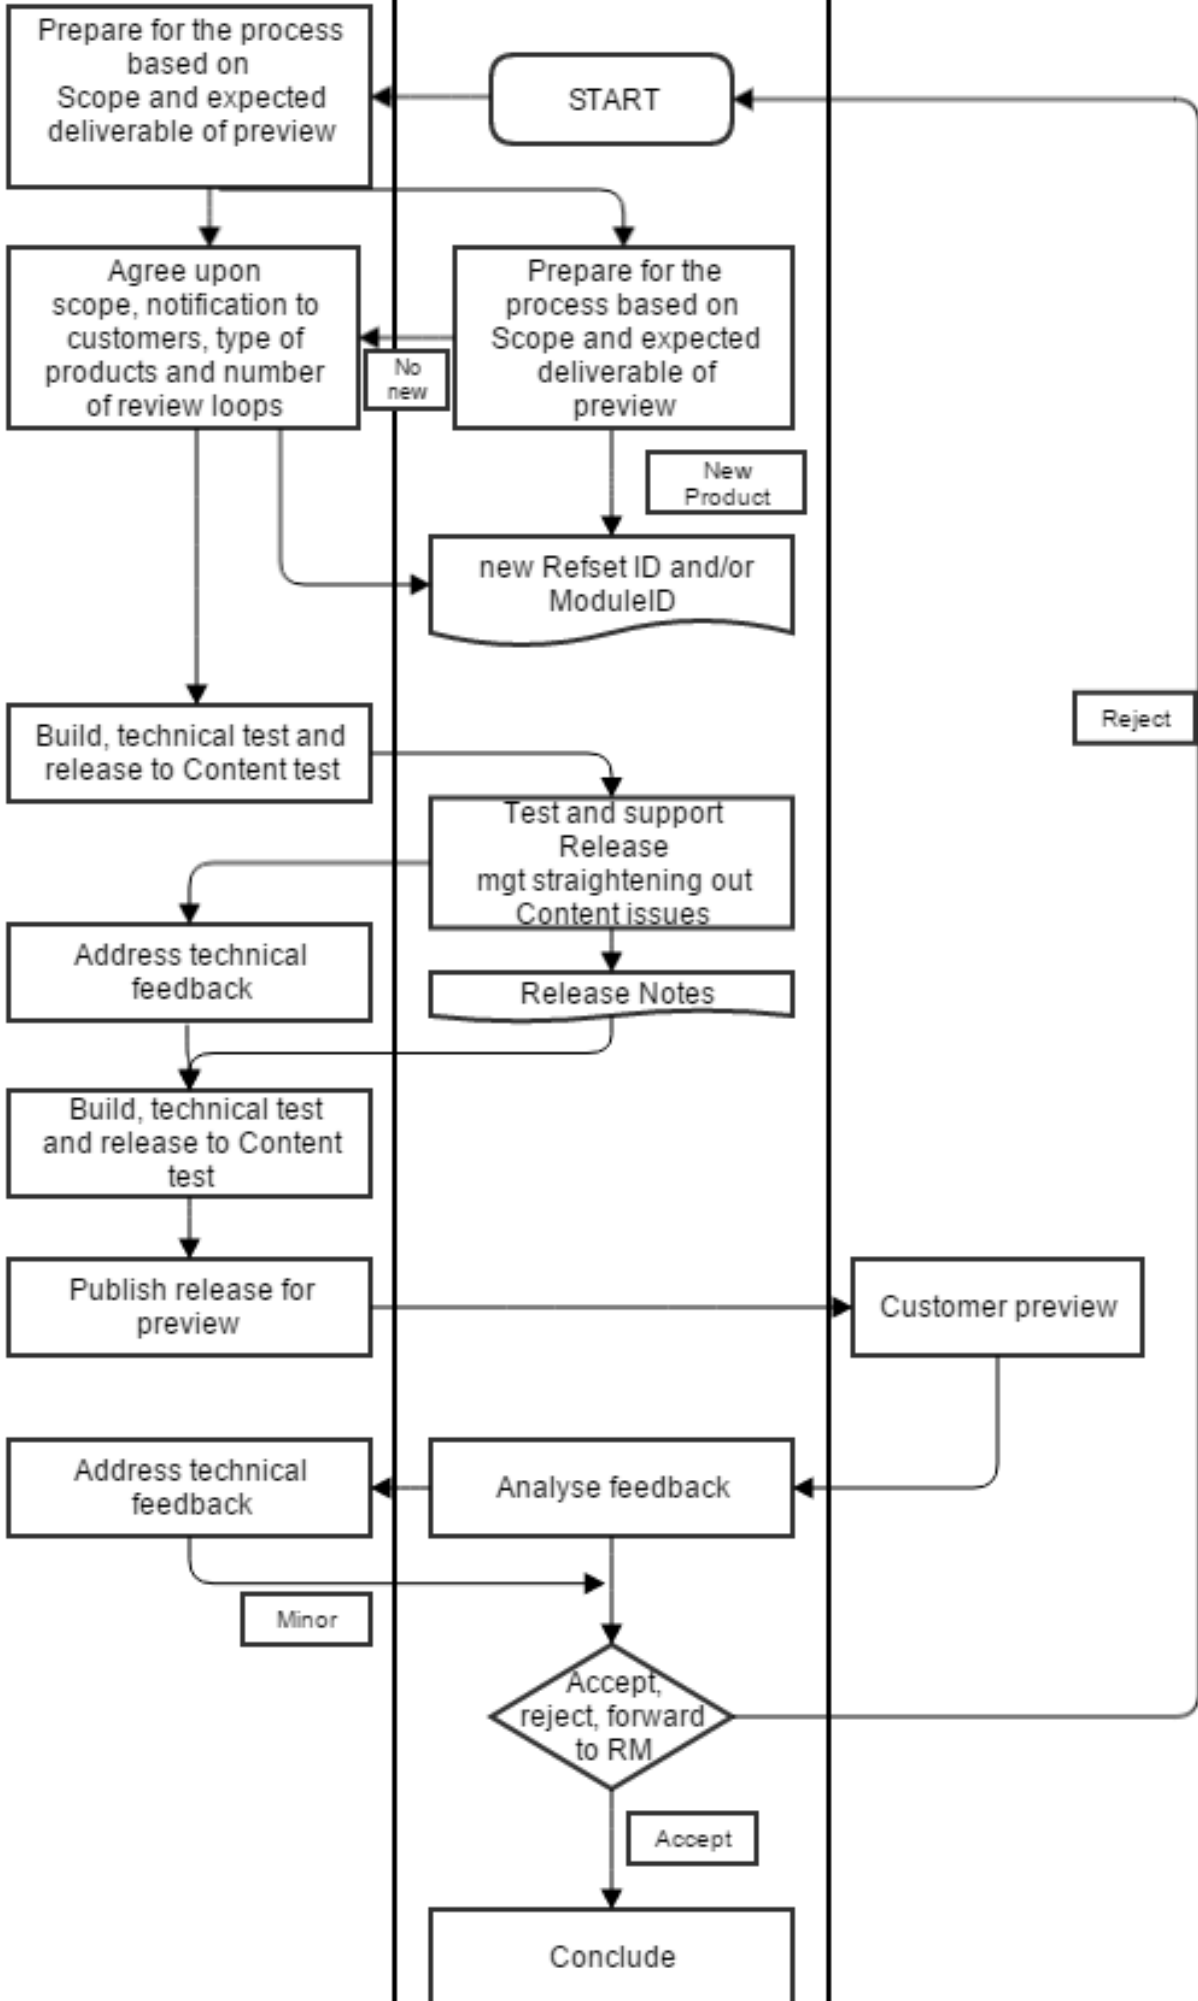 Prepare for the process
based on
Scope and expected
deliverable of preview
START
Agree upon
scope, notification to
customers, type of
products and number
of review loops
No
new
Prepare for the
process based on
Scope and expected
deliverable of
preview
New
Product
new Refset ID and/or
ModuleID
Reject
Build, technical test and
release to Content test
Test and support
Release
mgt straightening out
Content issues
Address technical
feedback
Release Notes
Build, technical test
and release to Content
test
Publish release for
preview
Customer preview
Address technical
feedback
Analyse feedback
Minor
Accept,
reject, forward
to RM
Accept
Conclude